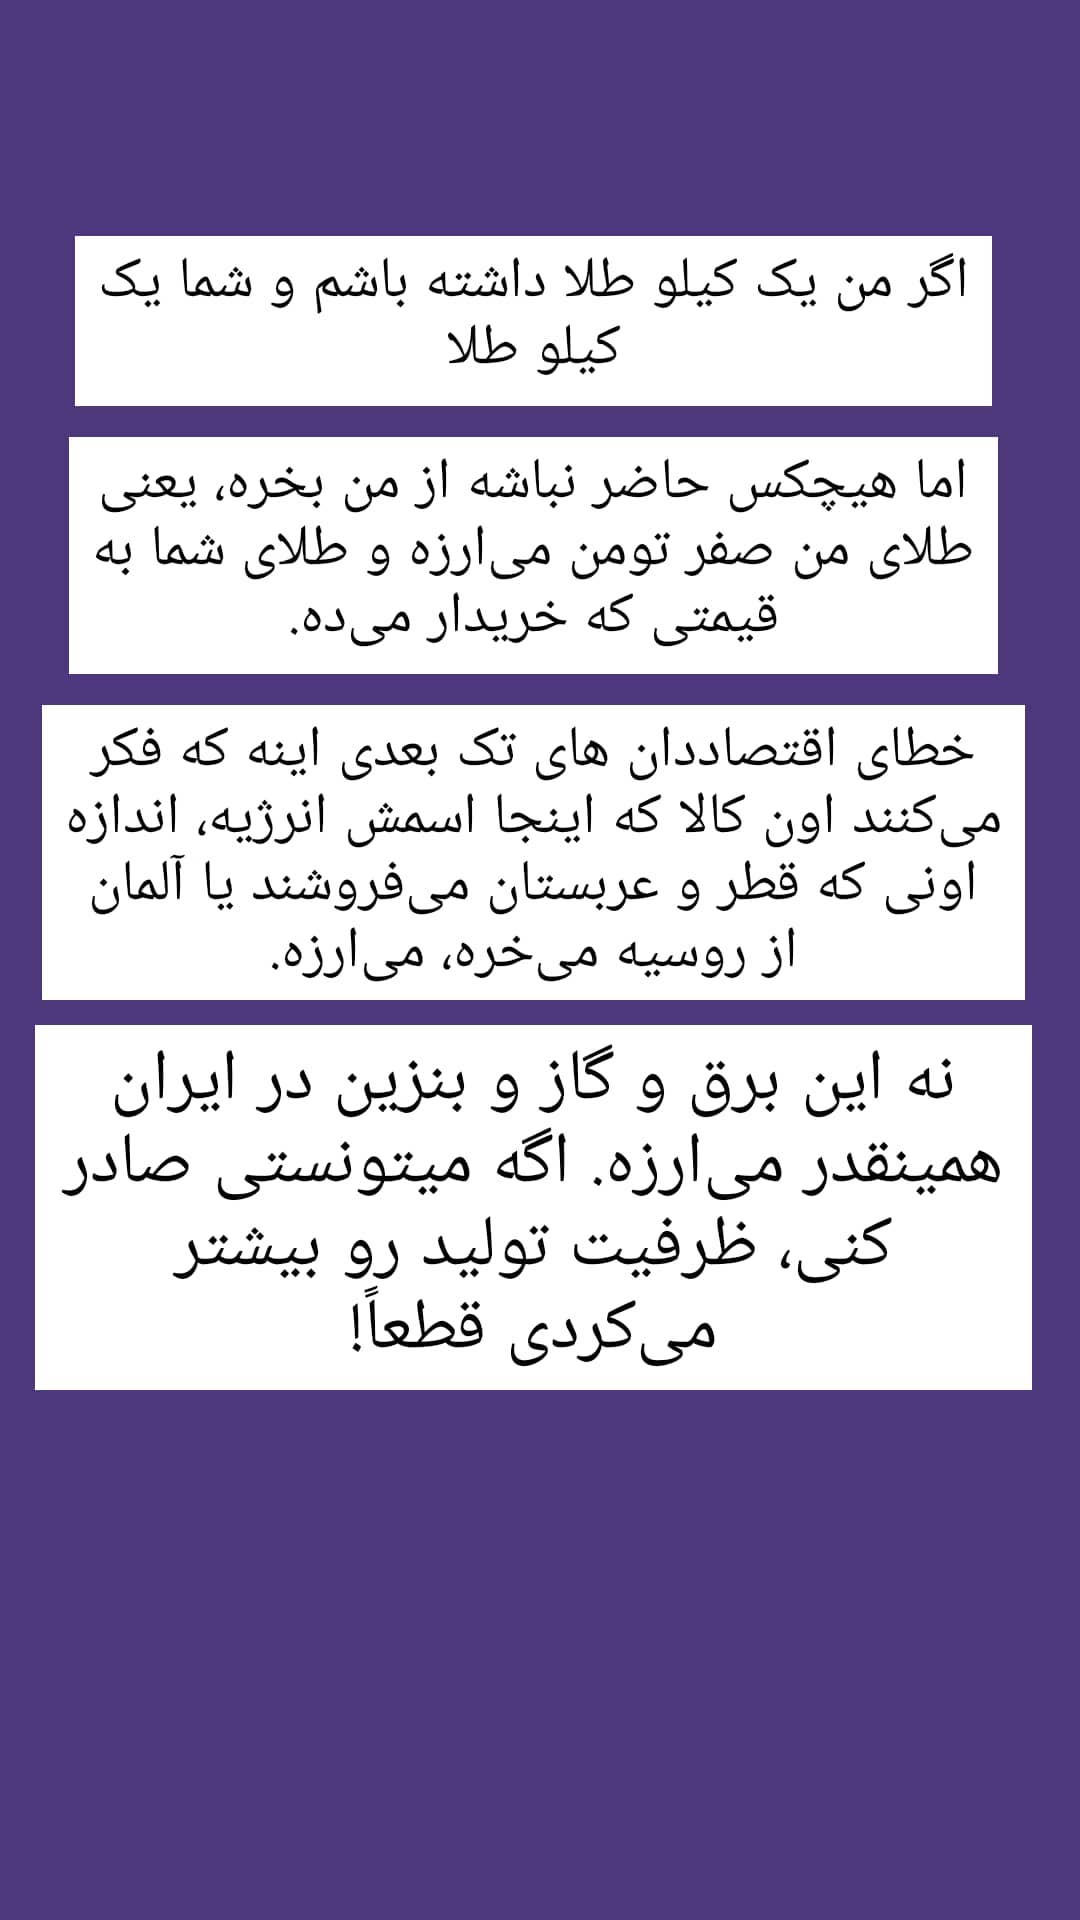 اگر من یک کیلو طلا داشته باشم و شما یک
کیلو طلا
اما هیچکس حاضر نباشه از من بخره، یعنی
طلای من صفر تومن می‌ارزه و طلای شما به
قیمتی که خریدار می‌ده.
خطای اقتصاددان های تک بعدی اینه که فکر
می‌کنند اون کالا که اینجا اسمش انرژیه، اندازه
اونی که قطر و عربستان می‌فروشند یا آلمان
از روسیه می‌خره، می‌ارزه.
نه این برق و گاز و بنزین در ایران
همینقدر می‌ارزه. اگه میتونستی صادر
کنی، ظرفیت تولید رو بیشتر
می‌کردی قطعاً!